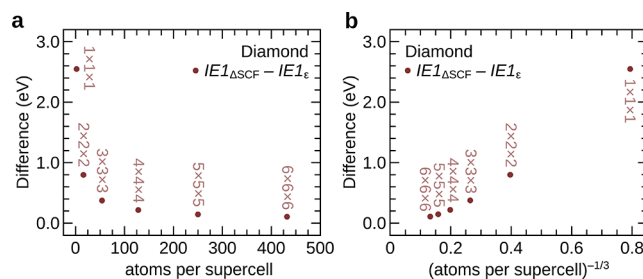 a
Difference (eV)
3.0
2.0
1.0
0.0
Diamond
IE1ΔSCF – IE1ε
1×1×1
2×2×2
3×3×3
4×4×4
5×5×5
6×6×6
0 100 200 300 400 500
atoms per supercell
b
Difference (eV)
3.0
2.0
1.0
0.0
Diamond
IE1ΔSCF – IE1ε
6×6×6
5×5×5
4×4×4
3×3×3
2×2×2
1×1×1
0 0.2 0.4 0.6 0.8
(atoms per supercell)⁻¹/³